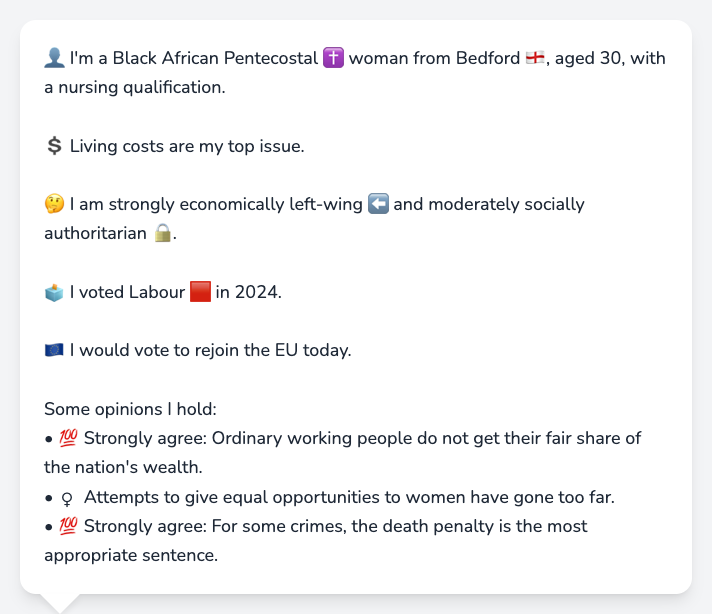 👤 I'm a Black African Pentecostal ✝️ woman from Bedford 🏴󠁧󠁢󠁥󠁮󠁧󠁿, aged 30, with
a nursing qualification.
💲 Living costs are my top issue.
🤔 I am strongly economically left-wing ⬅️ and moderately socially
authoritarian 🔒.
🗳️ I voted Labour 🟥 in 2024.
🇪🇺 I would vote to rejoin the EU today.
Some opinions I hold:
• 💯 Strongly agree: Ordinary working people do not get their fair share of
the nation's wealth.
• ♀ Attempts to give equal opportunities to women have gone too far.
• 💯 Strongly agree: For some crimes, the death penalty is the most
appropriate sentence.